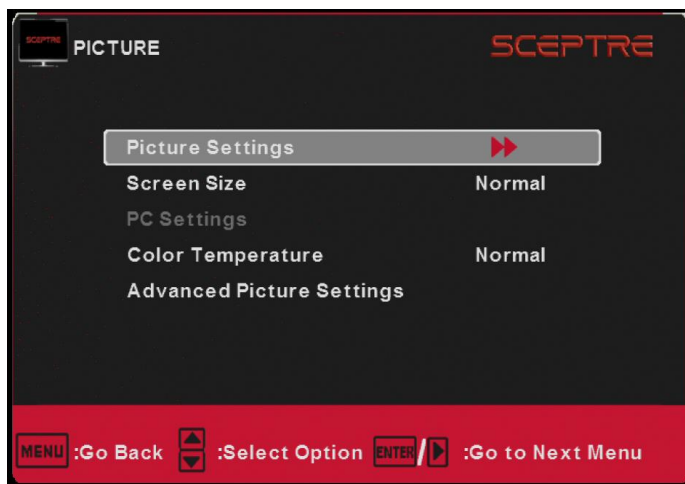 SCEPTRE
PICTURE
SCEPTRE
Picture Settings
Screen Size Normal
PC Settings
Color Temperature Normal
Advanced Picture Settings
MENU :Go Back :Select Option ENTER/ :Go to Next Menu